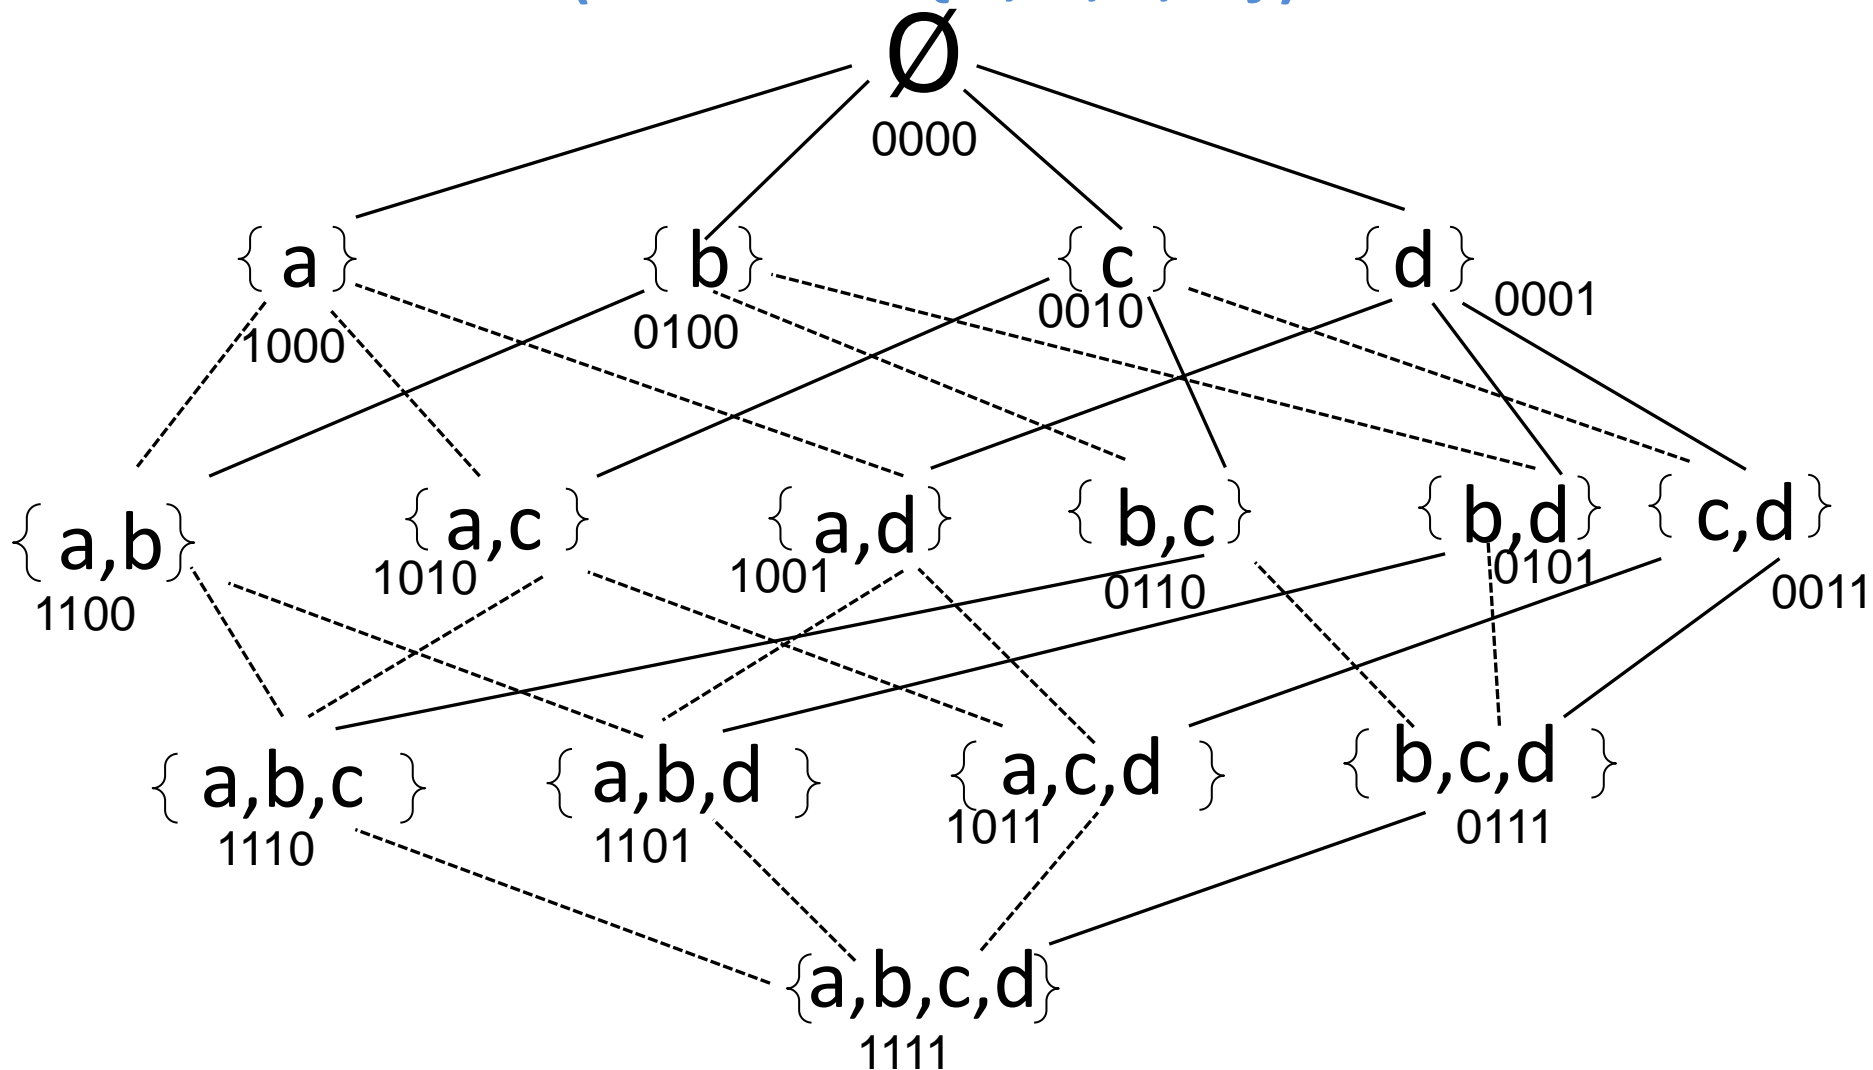 Ø
0000
{ a } { b } { c } { d }
1000 0100 0010 0001
{ a,b } { a,c } { a,d } { b,c } { b,d } { c,d }
1100 1010 1001 0110 0101 0011
{ a,b,c } { a,b,d } { a,c,d } { b,c,d }
1110 1101 1011 0111
{a,b,c,d}
1111